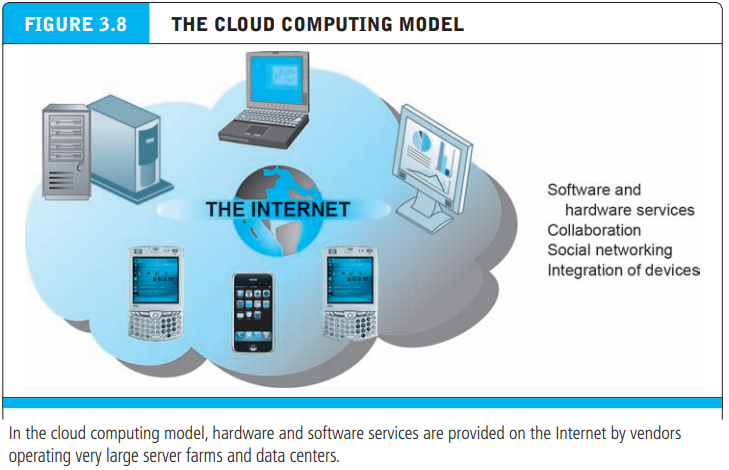 FIGURE 3.8 THE CLOUD COMPUTING MODEL
THE INTERNET
Software and
hardware services
Collaboration
Social networking
Integration of devices
In the cloud computing model, hardware and software services are provided on the Internet by vendors
operating very large server farms and data centers.